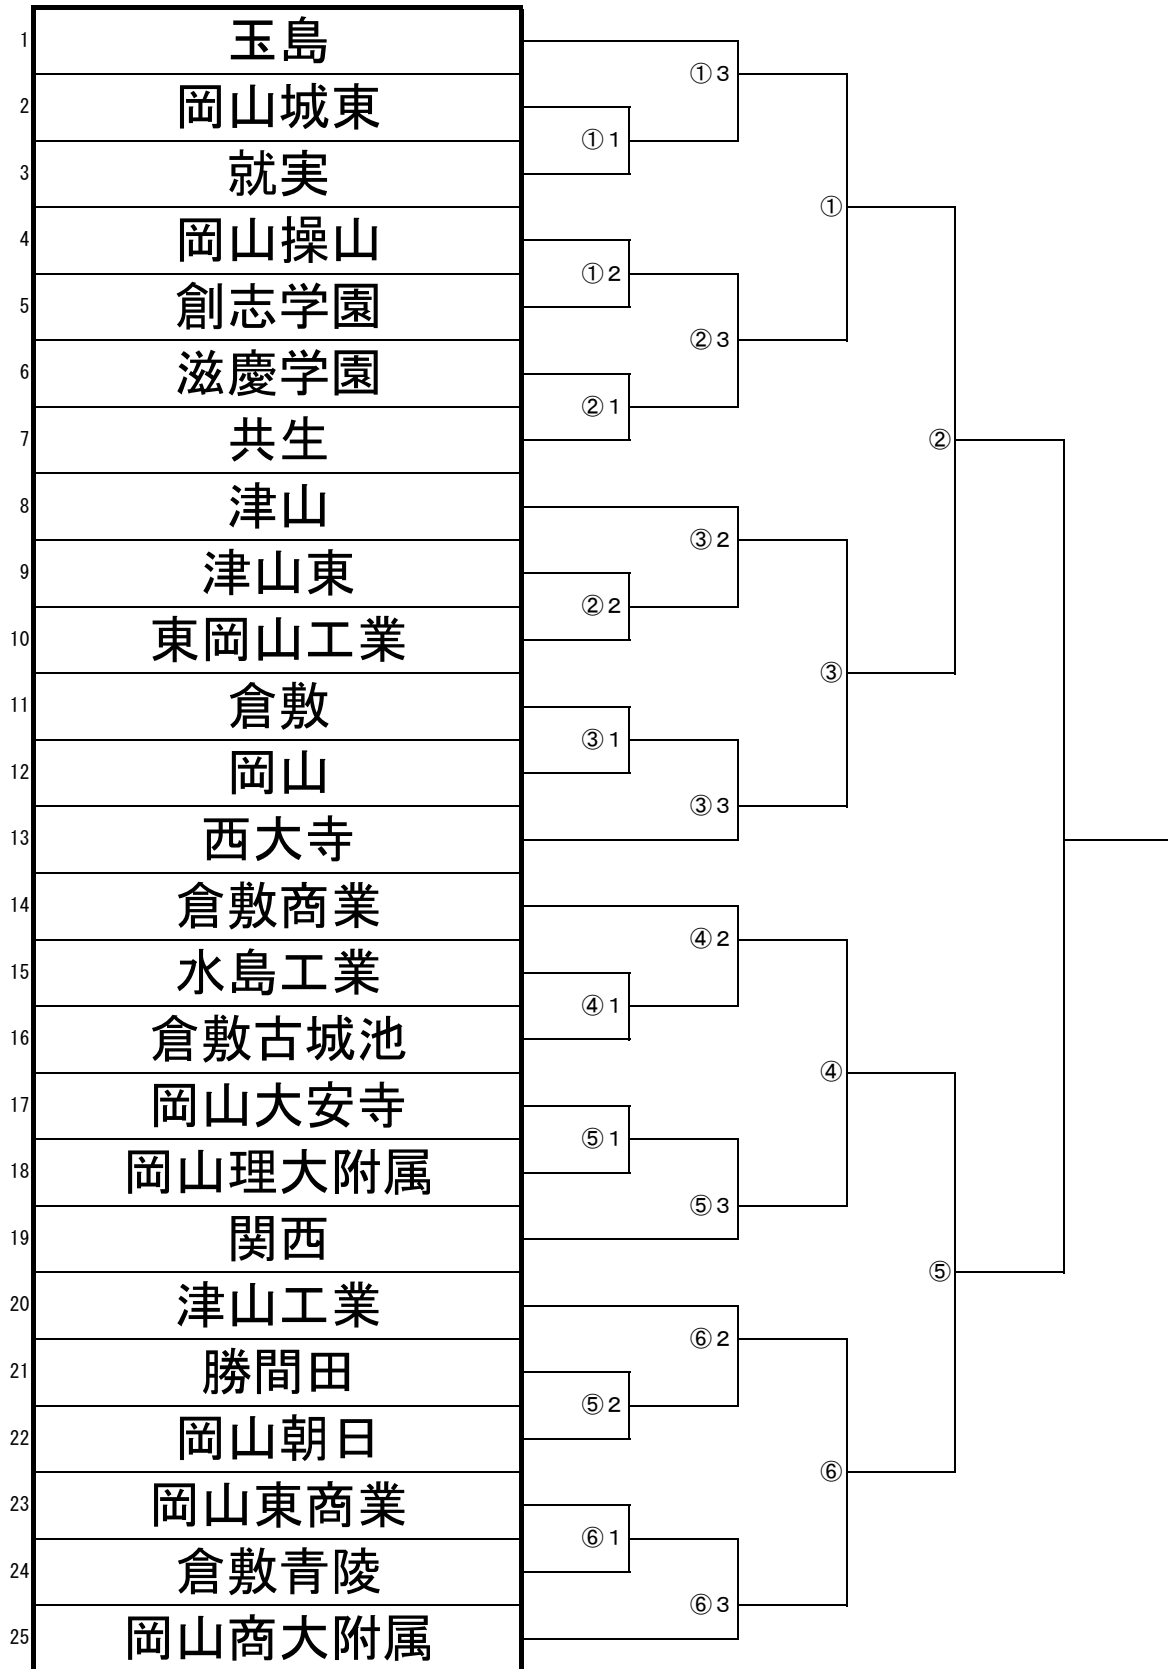 1 玉島
①3
2 岡山城東
①1
3 就実
①
4 岡山操山
①2
5 創志学園
②3
6 滋慶学園
②1
7 共生
②
8 津山
③2
9 津山東
②2
10 東岡山工業
③
11 倉敷
③1
12 岡山
③3
13 西大寺
14 倉敷商業
④2
15 水島工業
④1
16 倉敷古城池
④
17 岡山大安寺
⑤1
18 岡山理大附属
⑤3
19 関西
⑤
20 津山工業
⑥2
21 勝間田
⑤2
22 岡山朝日
⑥
23 岡山東商業
⑥1
24 倉敷青陵
⑥3
25 岡山商大附属